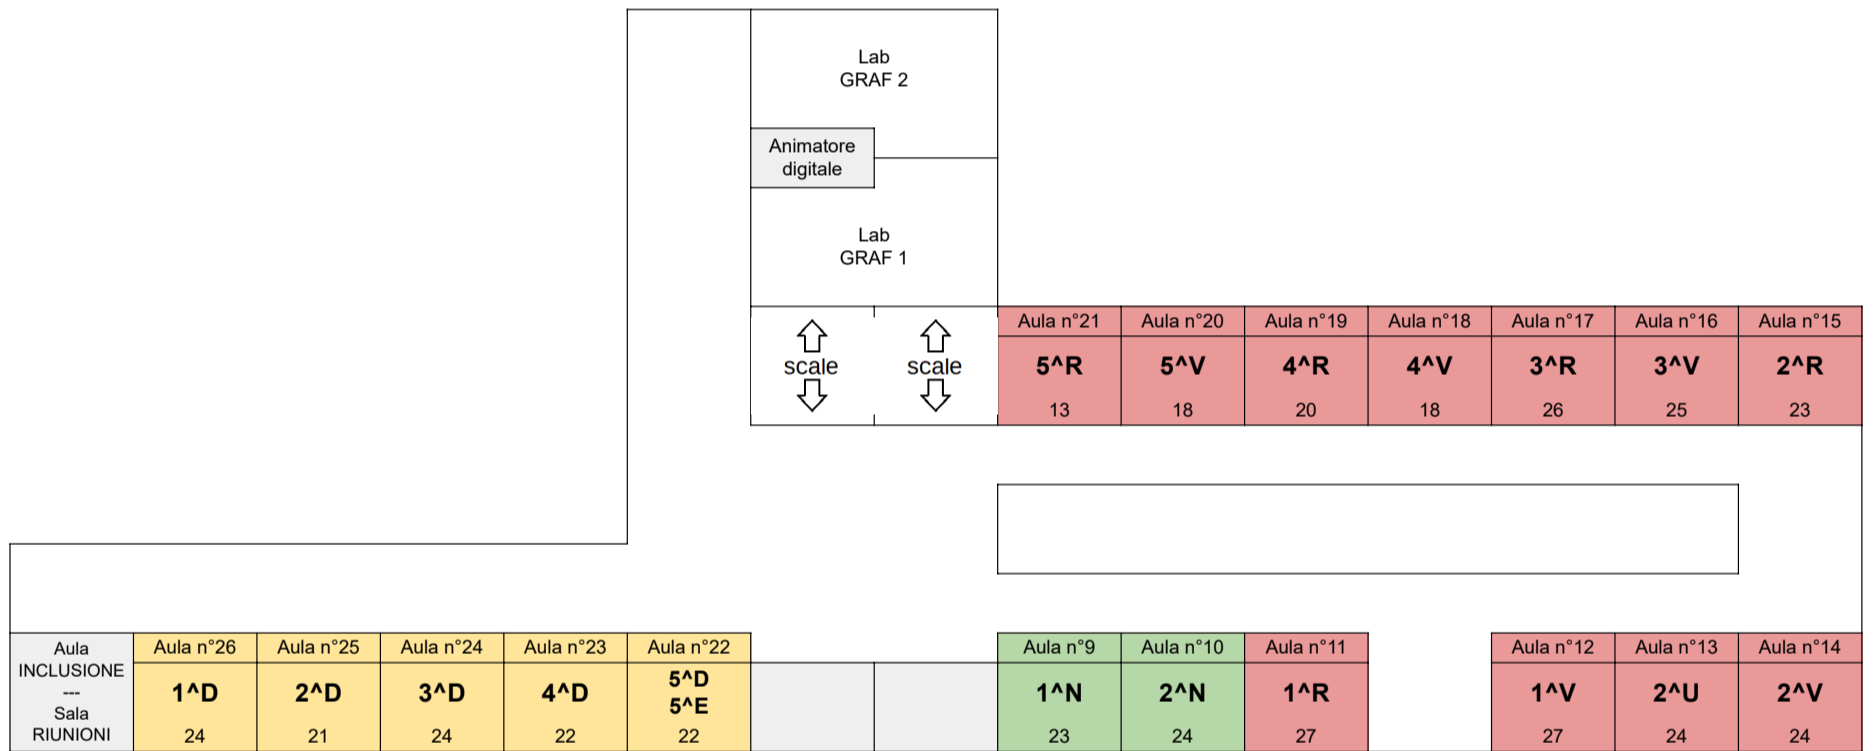 Lab
GRAF 2
Animatore
digitale
Lab
GRAF 1
scale
scale
Aula n°21
Aula n°20
Aula n°19
Aula n°18
Aula n°17
Aula n°16
Aula n°15
5^R
5^V
4^R
4^V
3^R
3^V
2^R
13
18
20
18
26
25
23
Aula
INCLUSIONE
---
Sala
RIUNIONI
Aula n°26
Aula n°25
Aula n°24
Aula n°23
Aula n°22
Aula n°9
Aula n°10
Aula n°11
Aula n°12
Aula n°13
Aula n°14
1^D
2^D
3^D
4^D
5^D
5^E
1^N
2^N
1^R
1^V
2^U
2^V
24
21
24
22
22
23
24
27
27
24
24